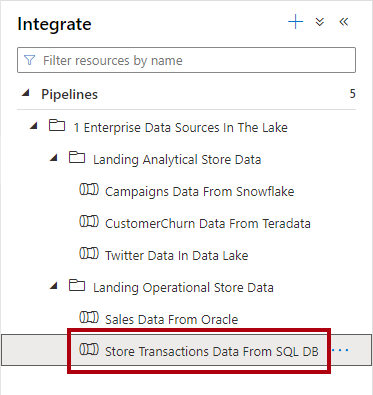 Integrate
Filter resources by name
Pipelines 5
1 Enterprise Data Sources In The Lake
Landing Analytical Store Data
Campaigns Data From Snowflake
CustomerChurn Data From Teradata
Twitter Data In Data Lake
Landing Operational Store Data
Sales Data From Oracle
Store Transactions Data From SQL DB